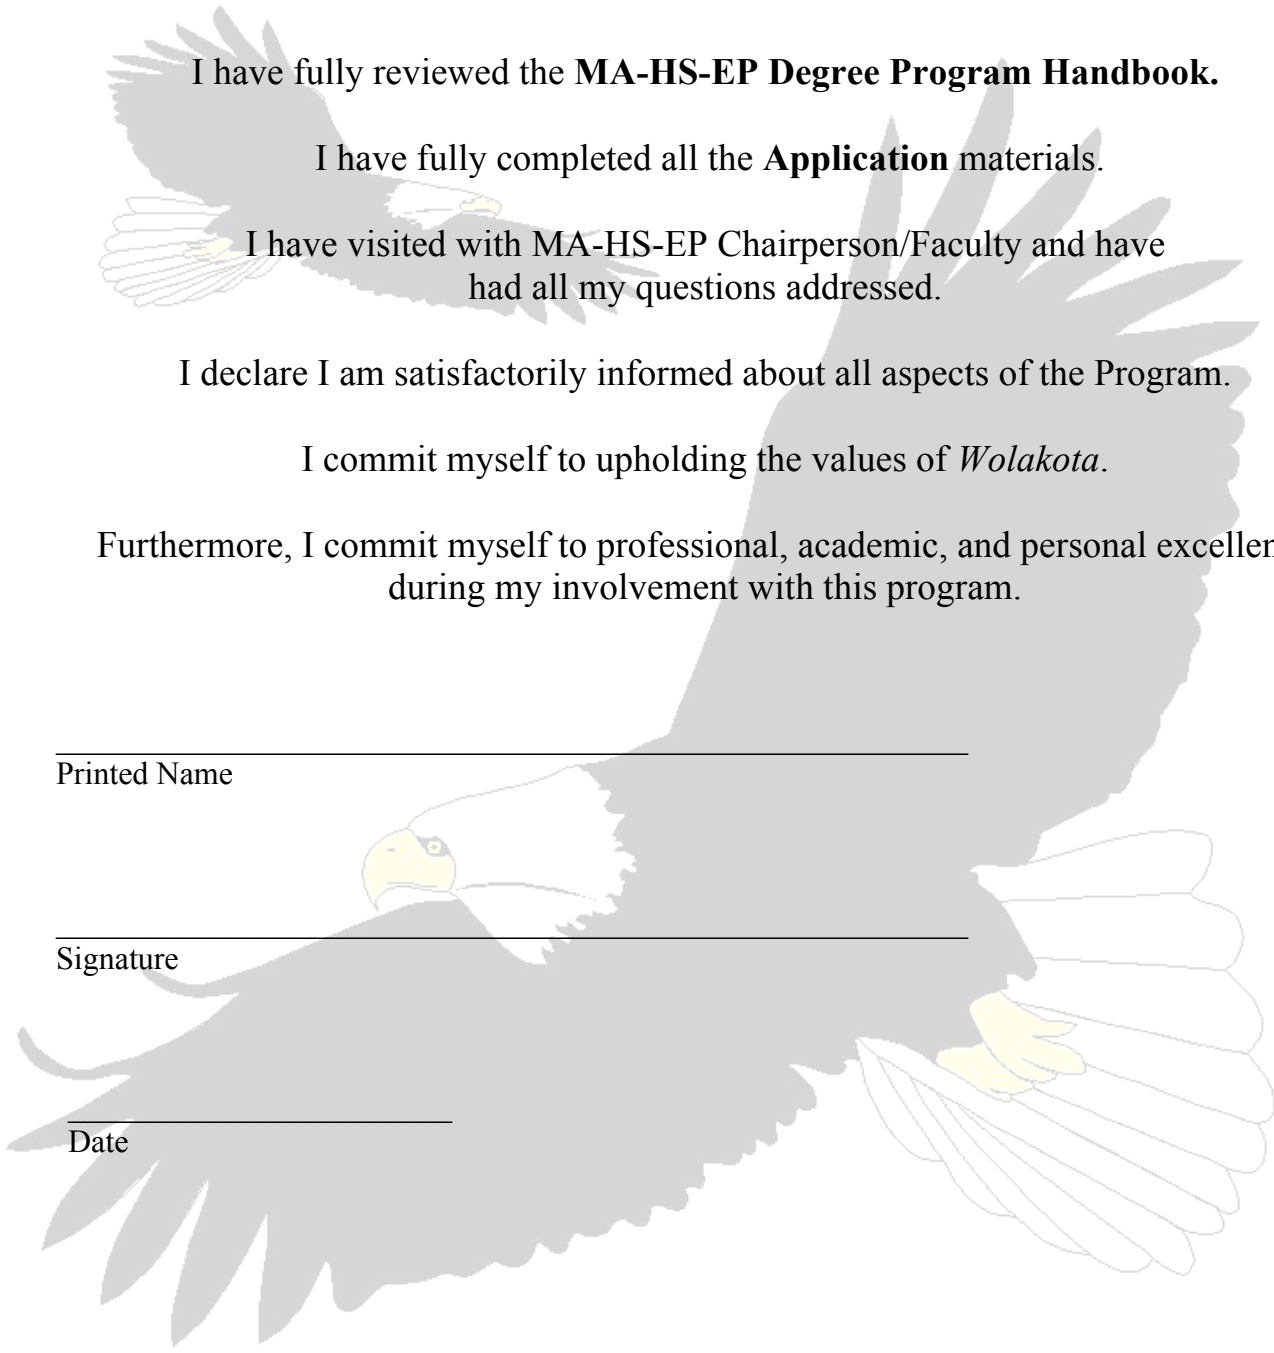 I have fully reviewed the MA-HS-EP Degree Program Handbook.
I have fully completed all the Application materials.
I have visited with MA-HS-EP Chairperson/Faculty and have
had all my questions addressed.
I declare I am satisfactorily informed about all aspects of the Program.
I commit myself to upholding the values of Wolakota.
Furthermore, I commit myself to professional, academic, and personal
during my involvement with this program.
Printed Name
Signature
Date